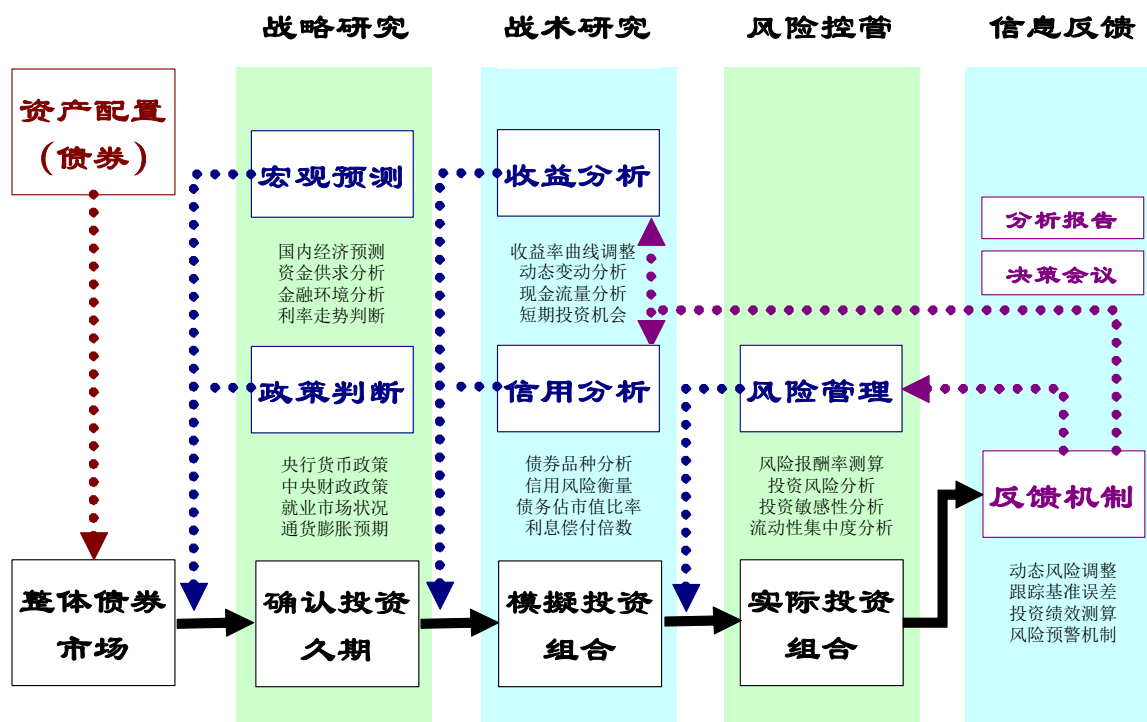 战略研究
战术研究
风险控管
信息反馈
资产配置
(债券)
宏观预测
国内经济预测
资金供求分析
金融环境分析
利率走势判断
政策判断
央行货币政策
中央财政政策
就业市场状况
通货膨胀预期
收益分析
收益率曲线调整
动态变动分析
现金流量分析
短期投资机会
信用分析
债券品种分析
信用风险衡量
债务佔市值比率
利息偿付倍数
风险管理
风险报酬率测算
投资风险分析
投资敏感性分析
流动性集中度分析
分析报告
决策会议
反馈机制
动态风险调整
跟踪基准误差
投资绩效测算
风险预警机制
整体债券
市场
确认投资
久期
模擬投资
组合
实际投资
组合